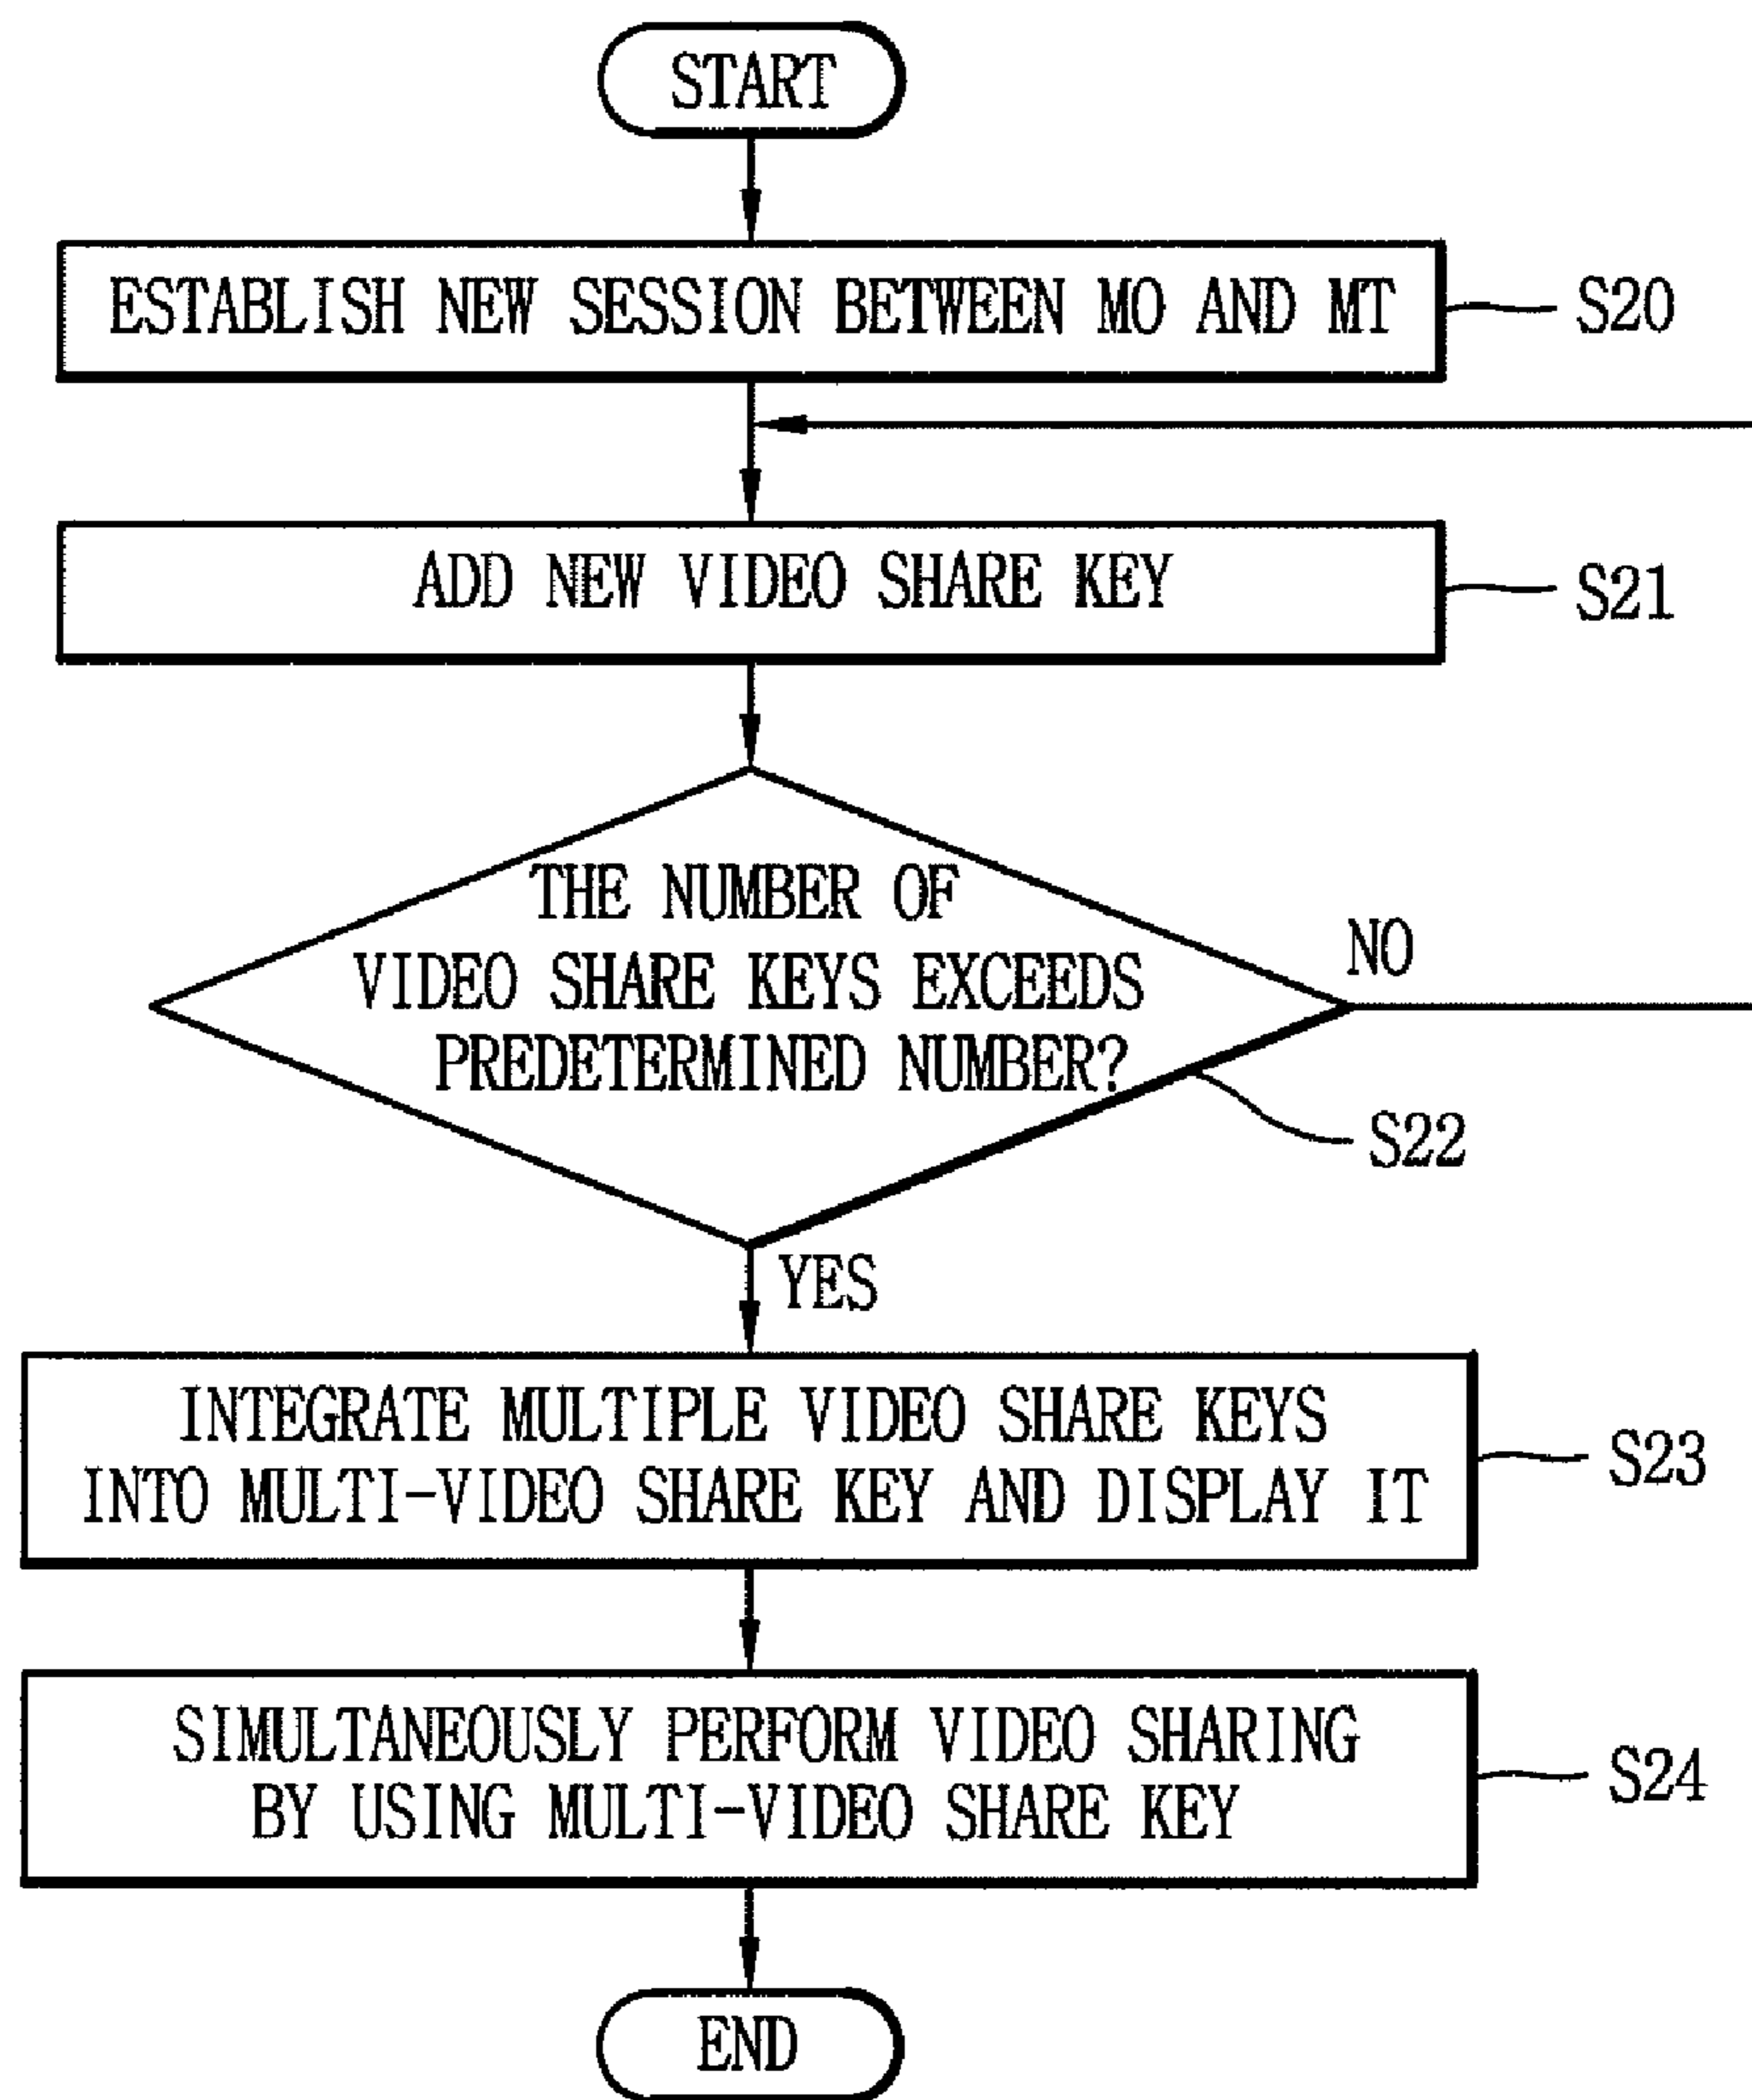 START
ESTABLISH NEW SESSION BETWEEN MO AND MT
S20
ADD NEW VIDEO SHARE KEY
S21
THE NUMBER OF
VIDEO SHARE KEYS EXCEEDS
PREDETERMINED NUMBER?
NO
S22
YES
INTEGRATE MULTIPLE VIDEO SHARE KEYS
INTO MULTI-VIDEO SHARE KEY AND DISPLAY IT
S23
SIMULTANEOUSLY PERFORM VIDEO SHARING
BY USING MULTI-VIDEO SHARE KEY
S24
END